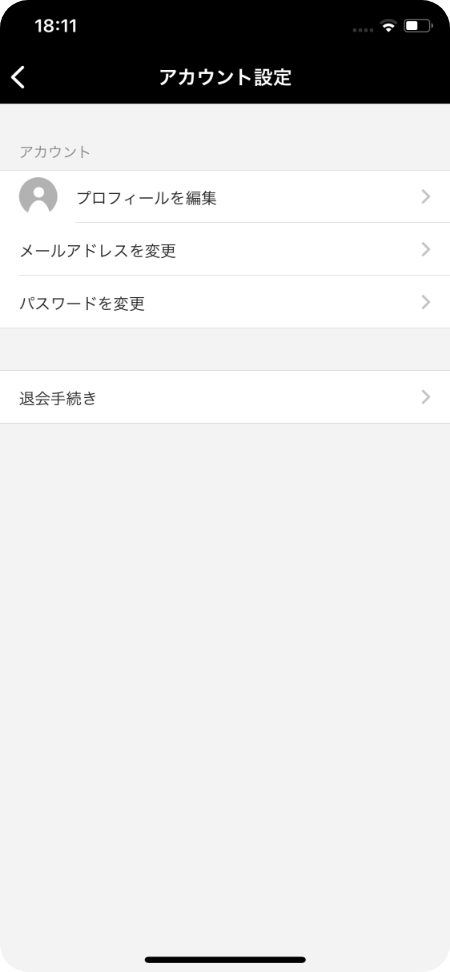 18:11
アカウント設定
アカウント
プロフィールを編集
メールアドレスを変更
パスワードを変更
退会手続き